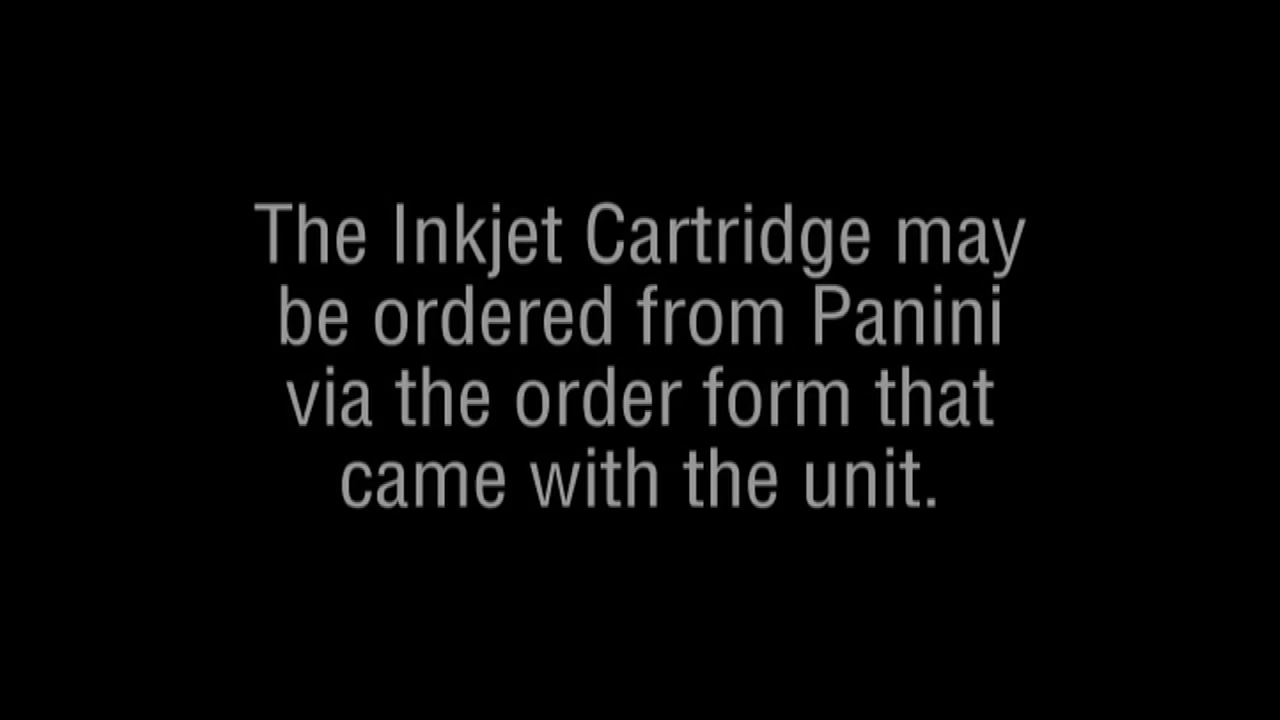 The Inkjet Cartridge may
be ordered from Panini
via the order form that
came with the unit.